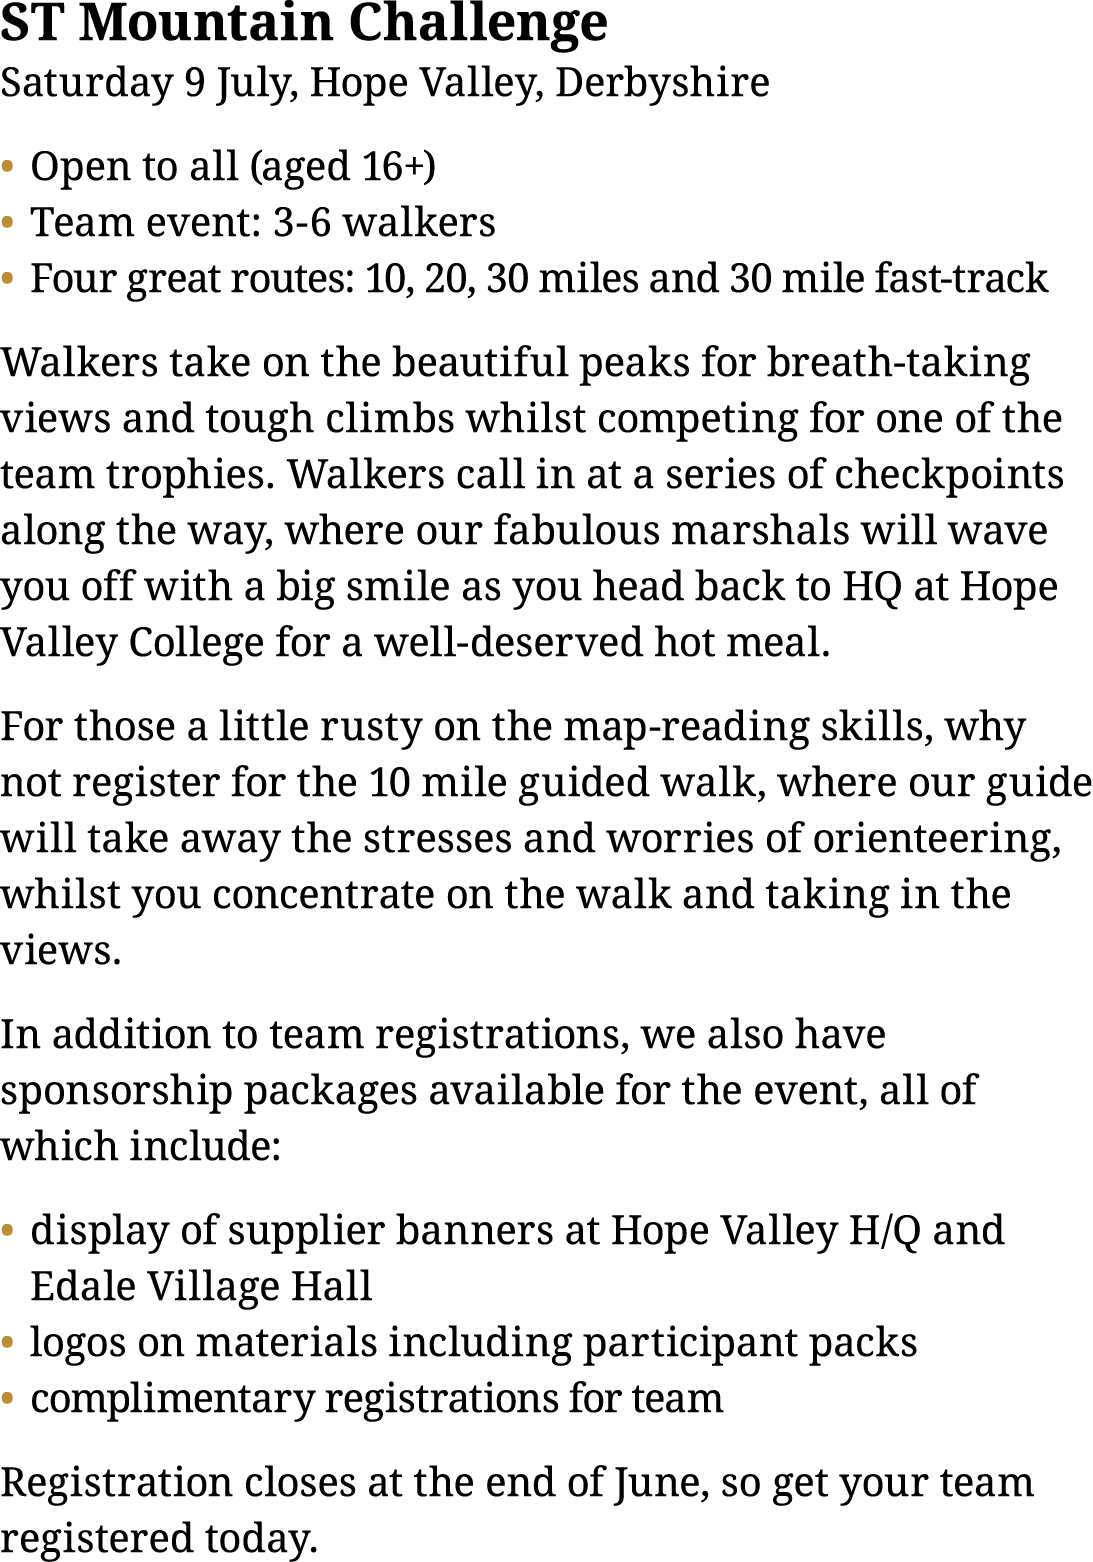 ST Mountain Challenge
Saturday 9 July, Hope Valley, Derbyshire
• Open to all (aged 16+)
• Team event: 3-6 walkers
• Four great routes: 10, 20, 30 miles and 30 mile fast-track
Walkers take on the beautiful peaks for breath-taking
views and tough climbs whilst competing for one of the
team trophies. Walkers call in at a series of checkpoints
along the way, where our fabulous marshals will wave
you off with a big smile as you head back to HQ at Hope
Valley College for a well-deserved hot meal.
For those a little rusty on the map-reading skills, why
not register for the 10 mile guided walk, where our guide
will take away the stresses and worries of orienteering,
whilst you concentrate on the walk and taking in the
views.
In addition to team registrations, we also have
sponsorship packages available for the event, all of
which include:
• display of supplier banners at Hope Valley H/Q and
Edale Village Hall
• logos on materials including participant packs
• complimentary registrations for team
Registration closes at the end of June, so get your team
registered today.